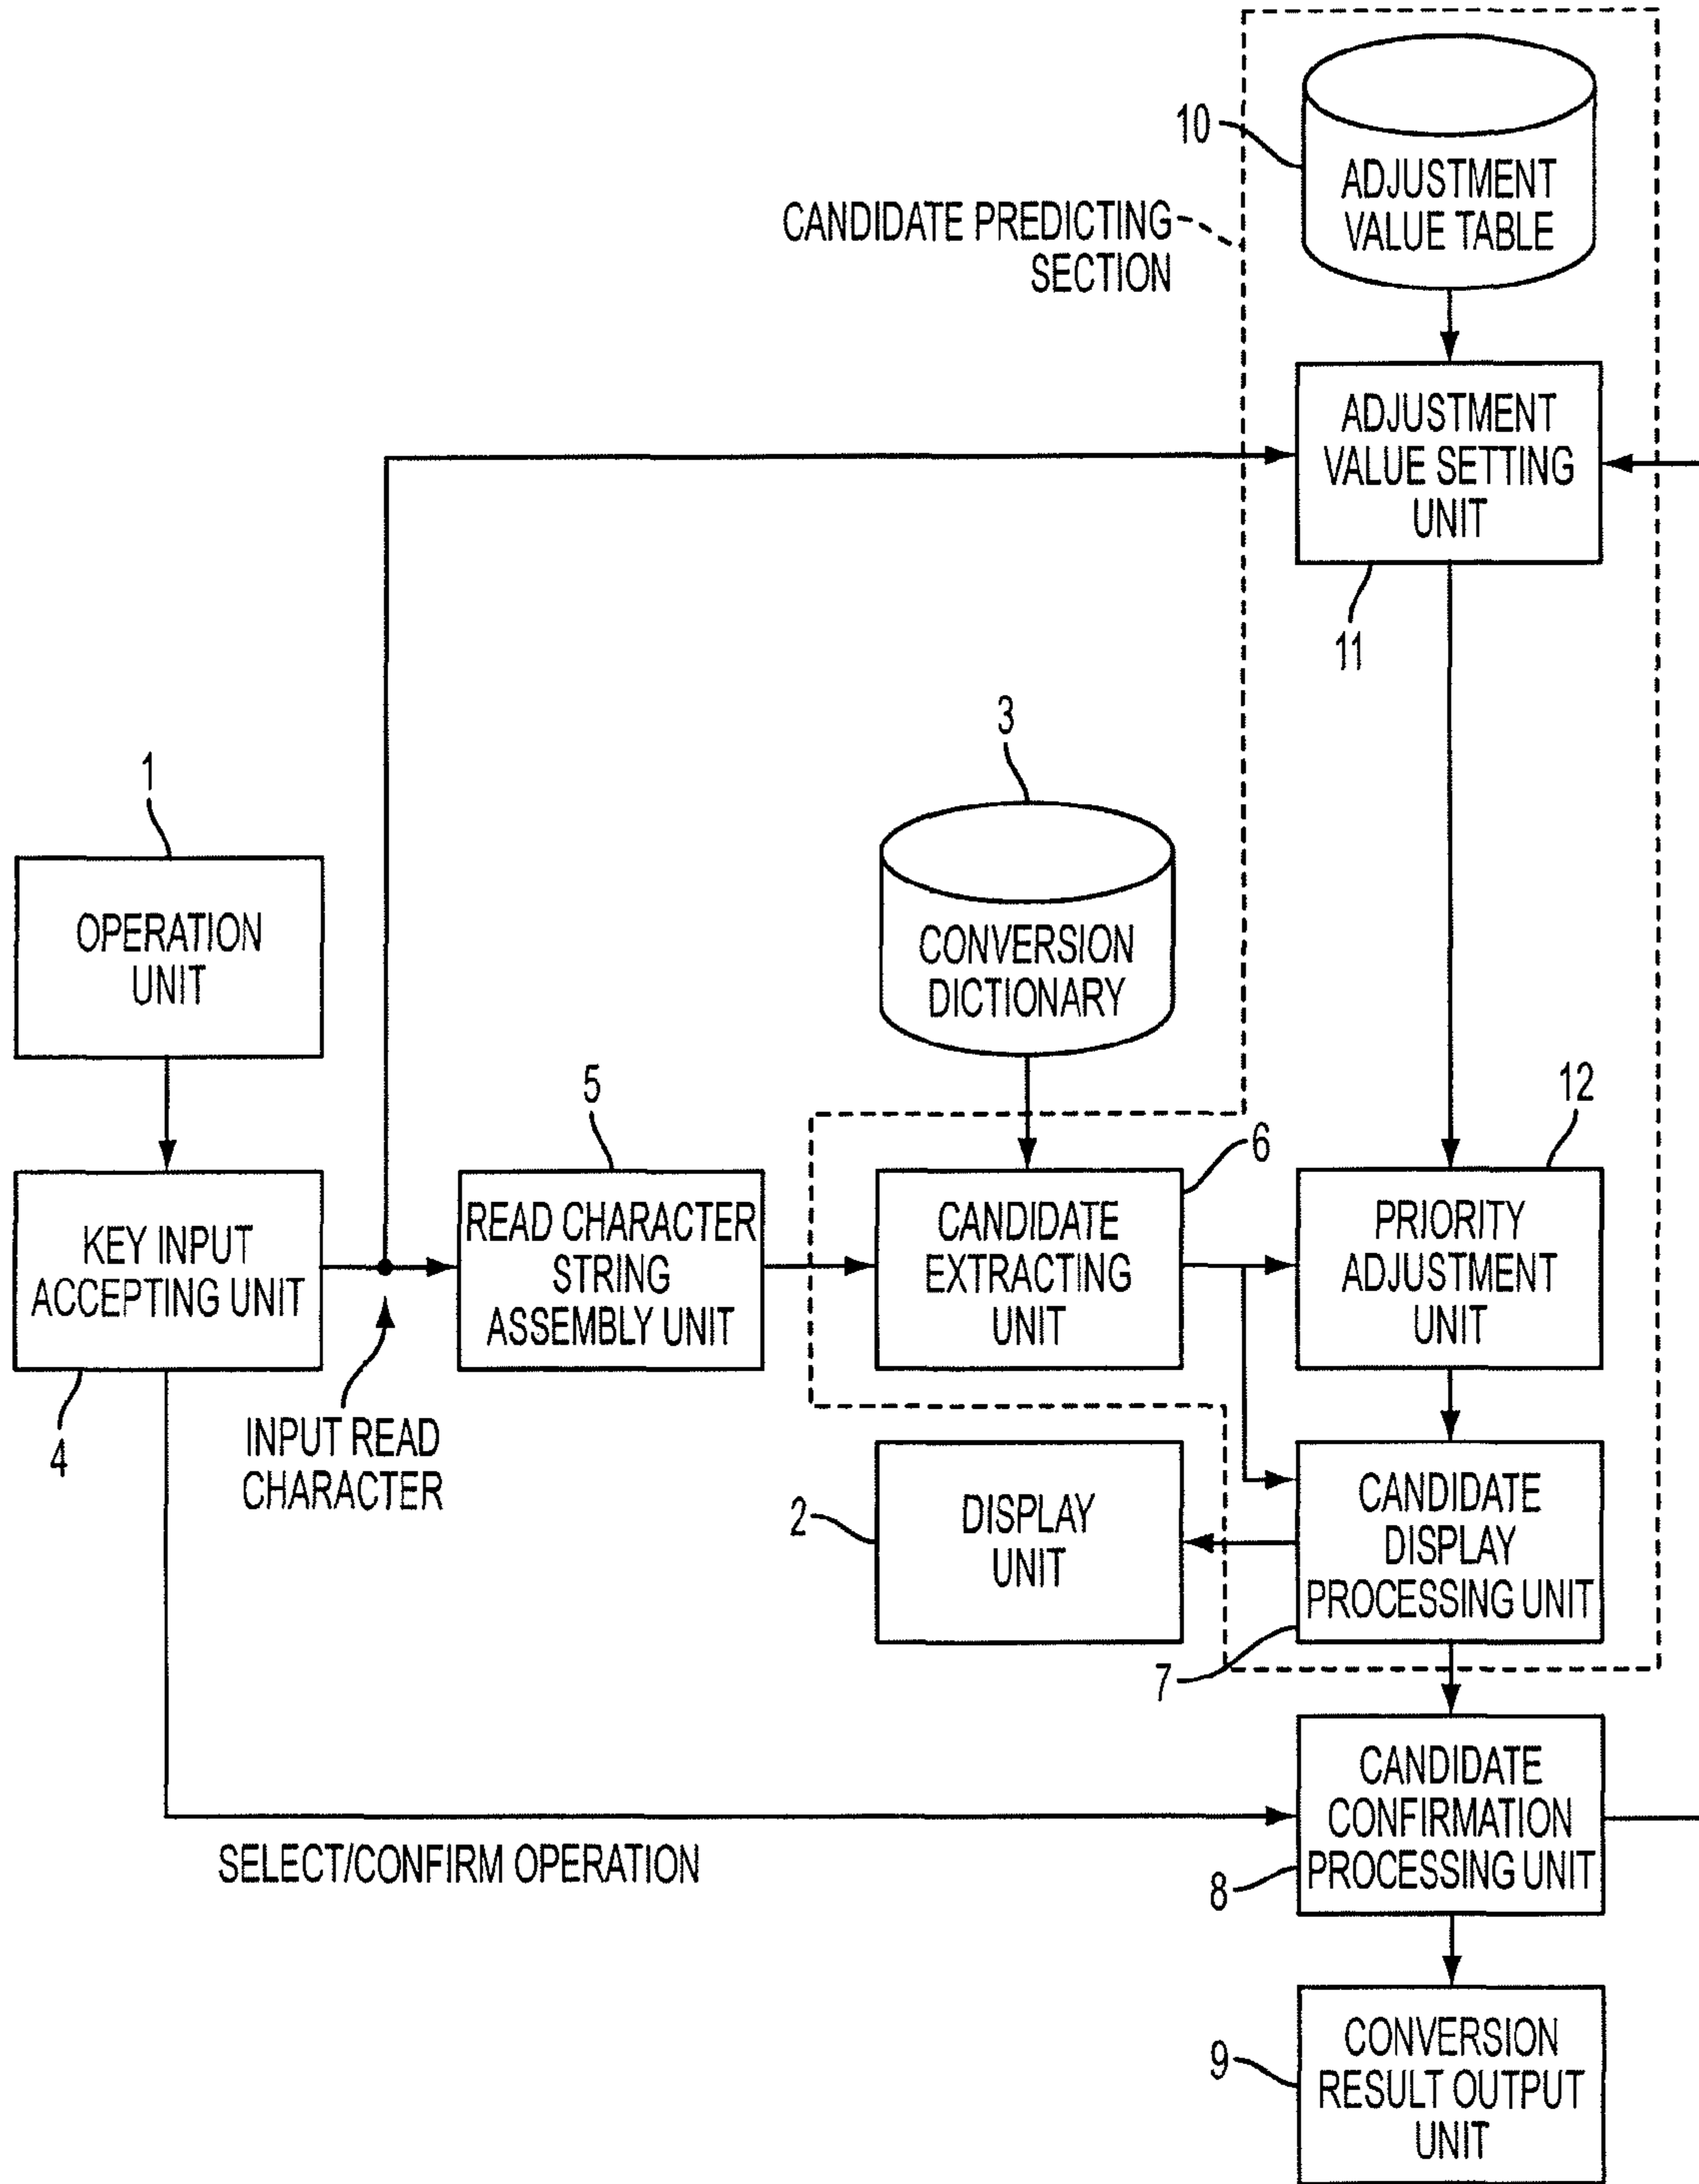 10
ADJUSTMENT
VALUE TABLE
CANDIDATE PREDICTING
SECTION
ADJUSTMENT
VALUE SETTING
UNIT
11
3
1
CONVERSION
DICTIONARY
OPERATION
UNIT
5
12
6
KEY INPUT
ACCEPTING UNIT
READ CHARACTER
STRING
ASSEMBLY UNIT
CANDIDATE
EXTRACTING
UNIT
PRIORITY
ADJUSTMENT
UNIT
4
INPUT READ
CHARACTER
2
DISPLAY
UNIT
CANDIDATE
DISPLAY
PROCESSING UNIT
7
CANDIDATE
CONFIRMATION
PROCESSING UNIT
SELECT/CONFIRM OPERATION
8
9
CONVERSION
RESULT OUTPUT
UNIT